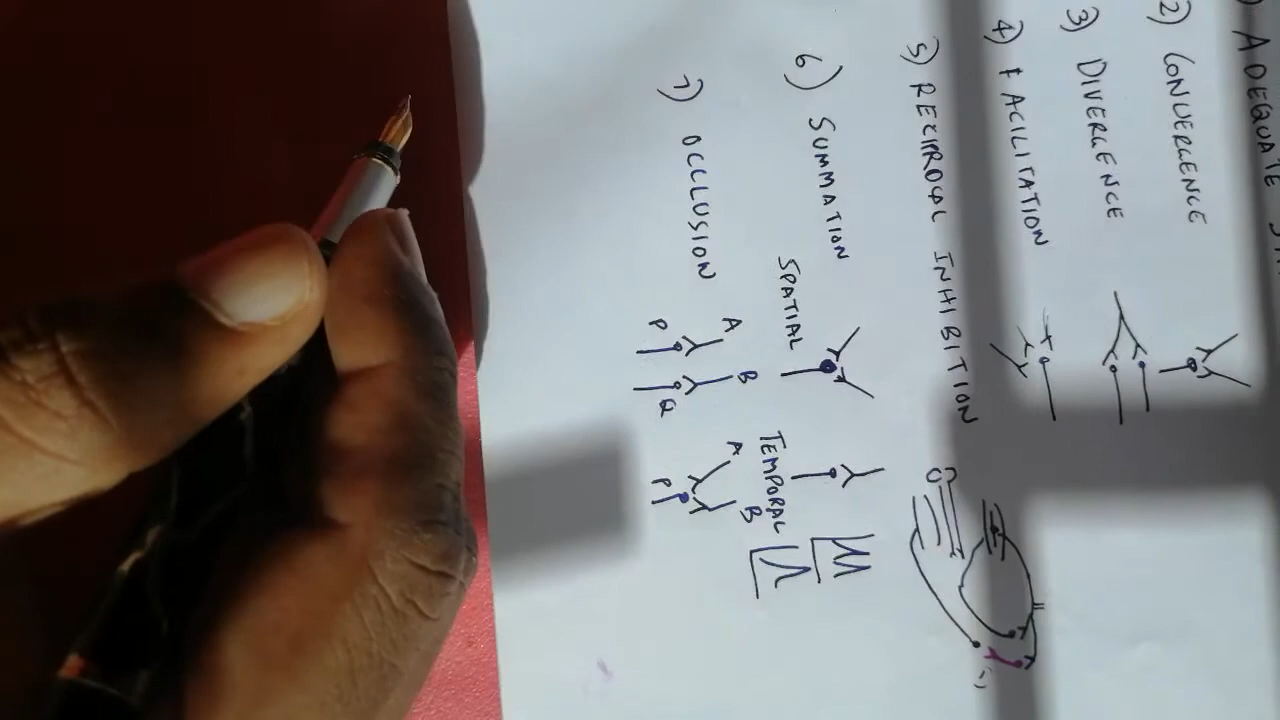 ) ADEQUATE
2) CONVERGENCE
3) DIVERGENCE
4) FACILITATION
5) RECIPROCAL INHIBITION
(-)
6) SUMMATION
SPATIAL TEMPORAL
7) OCCLUSION
A B A B
P Q P